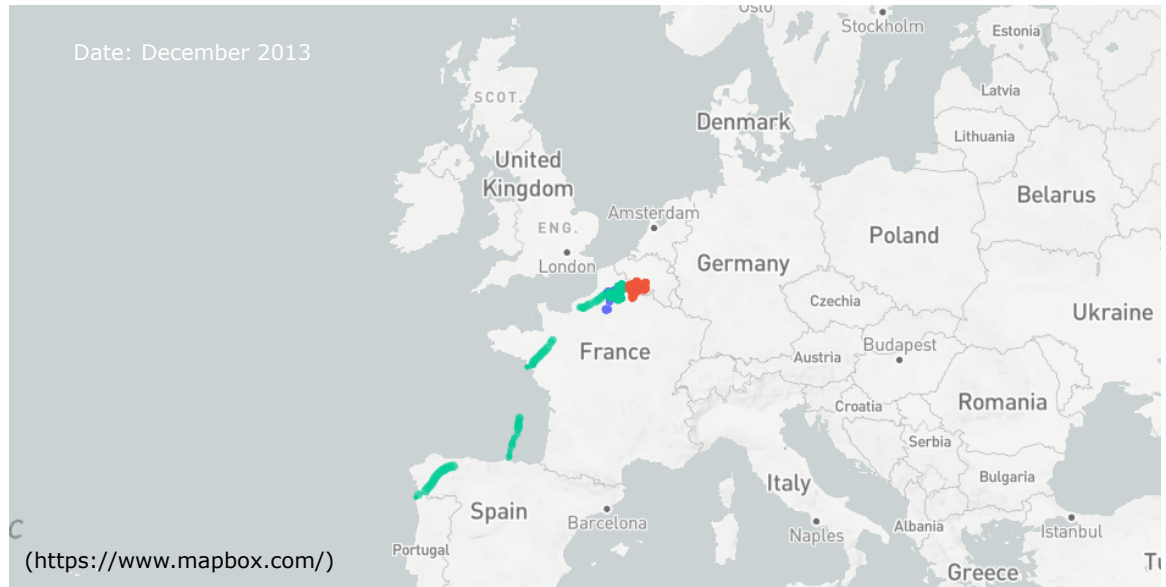 Oslo
Stockholm
Date: December 2013
Estonia
SCOT.
Latvia
Denmark
Lithuania
United
Kingdom
Belarus
Amsterdam
ENG.
Poland
London
Germany
Czechia
Ukraine
France
Budapest
Austria
Croatia
Romania
Serbia
Bulgaria
Italy
Spain
Barcelona
Naples
Albania
Istanbul
c
Portugal
(https://www.mapbox.com/)
Greece
Tu